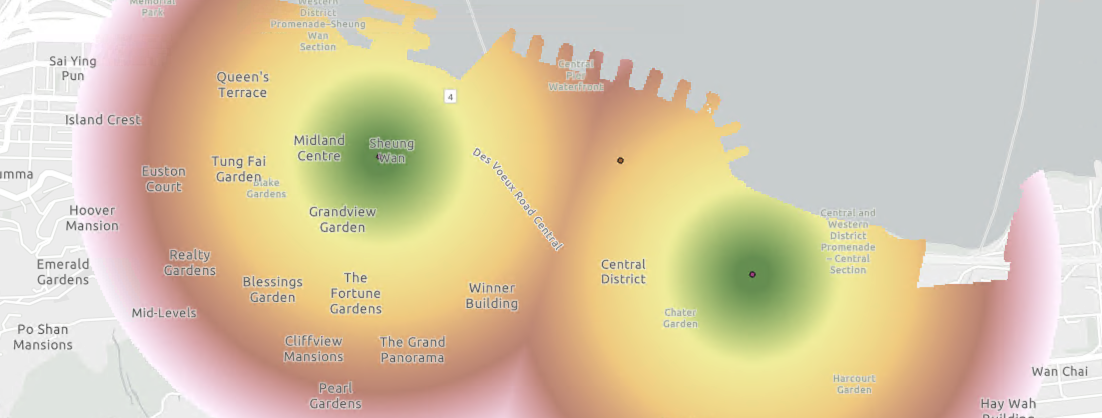 Memorial
Park
Western
District
Promenade-Sheung
Wan
Section
Sai Ying
Pun
Queen's
Terrace
Central
Pier
Waterfront
4
Island Crest
Midland
Centre
Sheung
Wan
Des Voeux Road Central
Euston
Court
Tung Fai
Garden
Blake
Gardens
Hoover
Mansion
Grandview
Garden
Central and
Western
District
Promenade
- Central
Section
Emerald
Gardens
Realty
Gardens
Blessings
Garden
The
Fortune
Gardens
Winner
Building
Central
District
Mid-Levels
Chater
Garden
Po Shan
Mansions
Cliffview
Mansions
The Grand
Panorama
Pearl
Gardens
Harcourt
Garden
Wan Chai
Hay Wah
Building